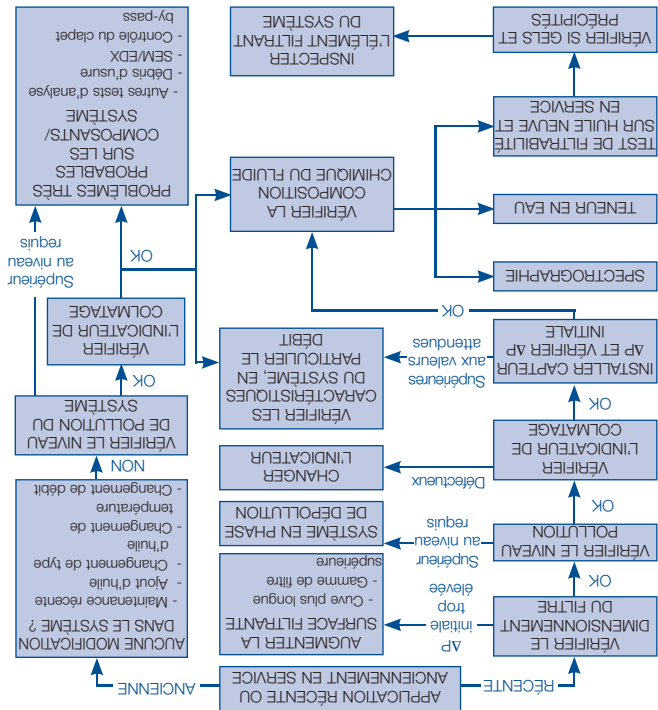 APPLICATION RÉCENTE OU
ANCIENNEMENT EN SERVICE
RÉCENTE
ANCIENNE
VÉRIFIER LE
DIMENSIONNEMENT
DU FILTRE
ΔP
initiale
trop
élevée
AUGMENTER LA
SURFACE FILTRANTE
- Cuve plus longue
- Gamme de filtre
supérieure
AUCUNE MODIFICATION
DANS LE SYSTÈME ?
- Maintenance récente
- Ajout d'huile
- Changement de type
d'huile
- Changement de
température
- Changement de débit
OK
VÉRIFIER LE NIVEAU
POLLUTION
Supérieur
au niveau
requis
SYSTÈME EN PHASE
DE DÉPOLLUTION
OK
VÉRIFIER
L'INDICATEUR DE
COLMATAGE
Défectueux
CHANGER
L'INDICATEUR
NON
VÉRIFIER LE NIVEAU
DE POLLUTION DU
SYSTÈME
OK
INSTALLER CAPTEUR
ΔP ET VÉRIFIER ΔP
INITIALE
Supérieures
aux valeurs
attendues
VÉRIFIER LES
CARACTÉRISTIQUES
DU SYSTÈME, EN
PARTICULIER LE
DÉBIT
OK
VÉRIFIER
L'INDICATEUR DE
COLMATAGE
OK
OK
Supérieur
au niveau
requis
SPECTROGRAPHIE
TENEUR EN EAU
TEST DE FILTRABILITÉ
SUR HUILE NEUVE ET
EN SERVICE
VÉRIFIER LA
COMPOSITION
CHIMIQUE DU FLUIDE
PROBLÈMES TRÈS
PROBABLES
SUR LES
COMPOSANTS/
SYSTÈME
- Autres tests d'analyse
- Débris d'usure
- SEM/EDX
- Contrôle du clapet
by-pass
VÉRIFIER SI GELS ET
PRÉCIPITÉS
INSPECTER
L'ÉLÉMENT FILTRANT
DU SYSTÈME